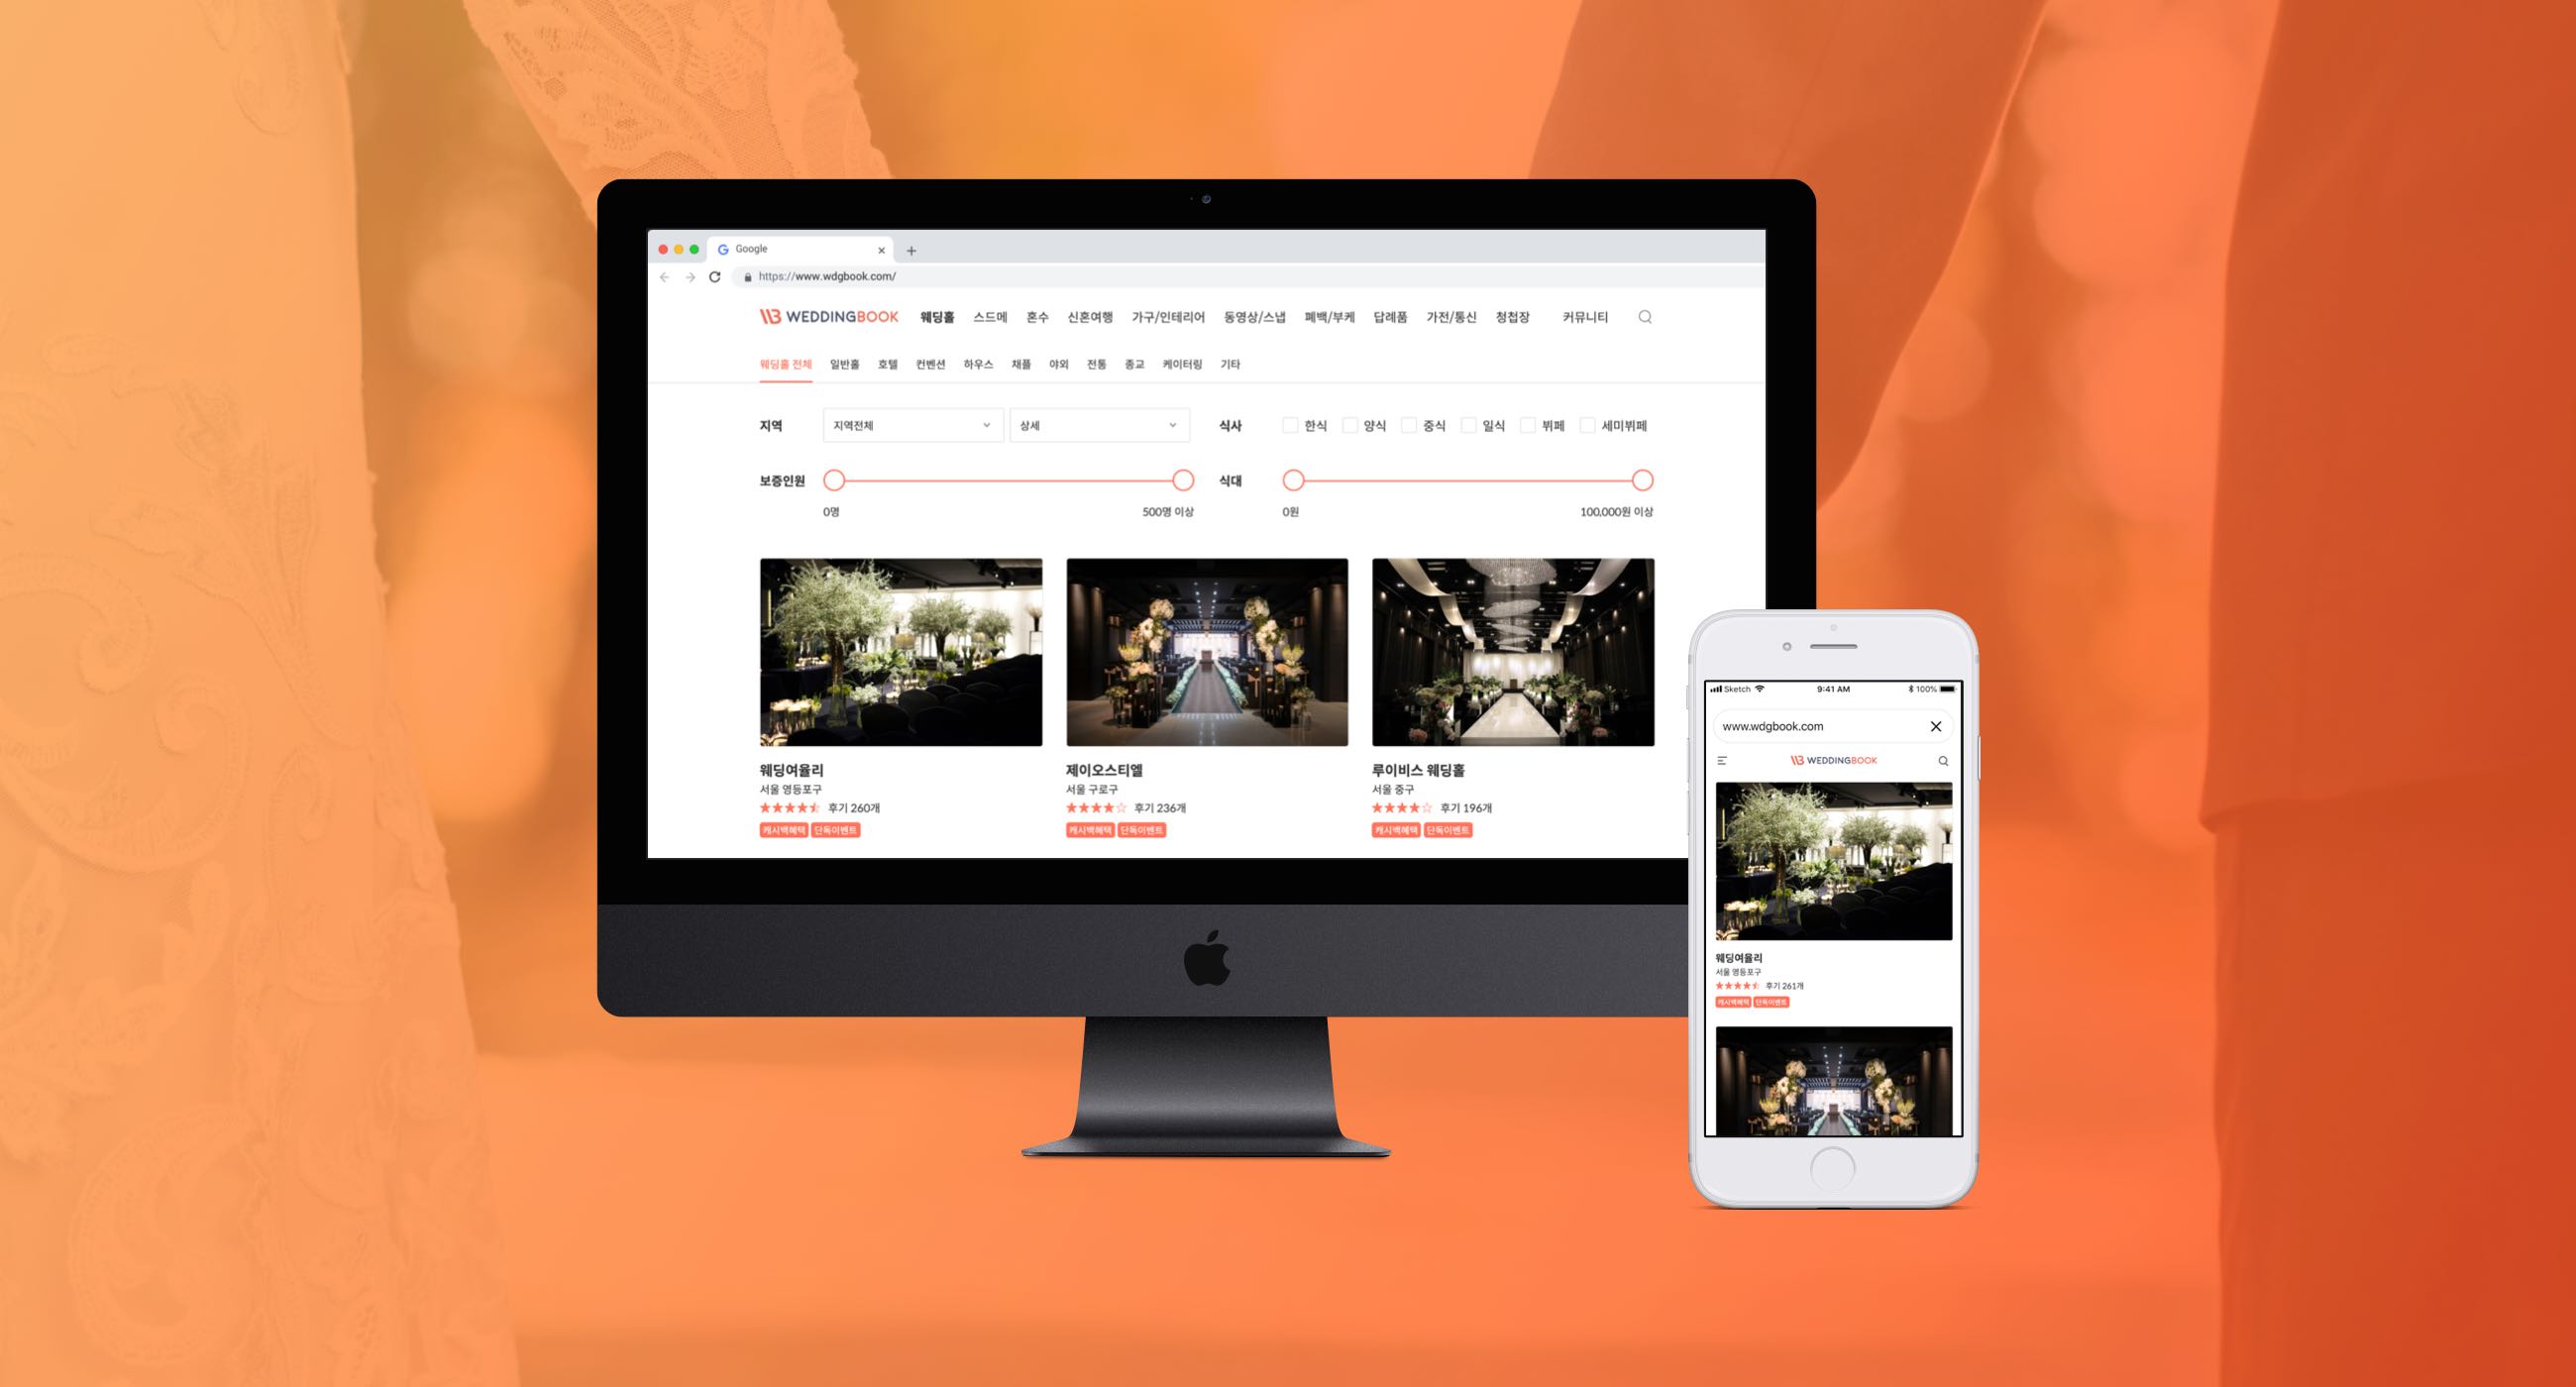 Google
https://www.wdgbook.com/
WEDDINGBOOK 웨딩홀 스드메 혼수 신혼여행 가구/인테리어 동영상/스냅 폐백/부케 답례품 가전/통신 청첩장 커뮤니티
웨딩홀 전체 일반홀 호텔 컨벤션 하우스 채플 야외 전통 종교 케이터링 기타
지역 지역전체 상세 식사 한식 양식 중식 일식 뷔페 세미뷔페
보증인원 식대
0명 500명 이상 0원 100,000원 이상
웨딩여율리 제이오스티엘 루이비스 웨딩홀
서울 영등포구 서울 구로구 서울 중구
후기 260개 후기 236개 후기 196개
캐시백혜택 단독이벤트 캐시백혜택 단독이벤트 캐시백혜택 단독이벤트
Sketch 9:41 AM 100%
www.wdgbook.com
WEDDINGBOOK
웨딩여율리
서울 영등포구
후기 261개
캐시백혜택 단독이벤트